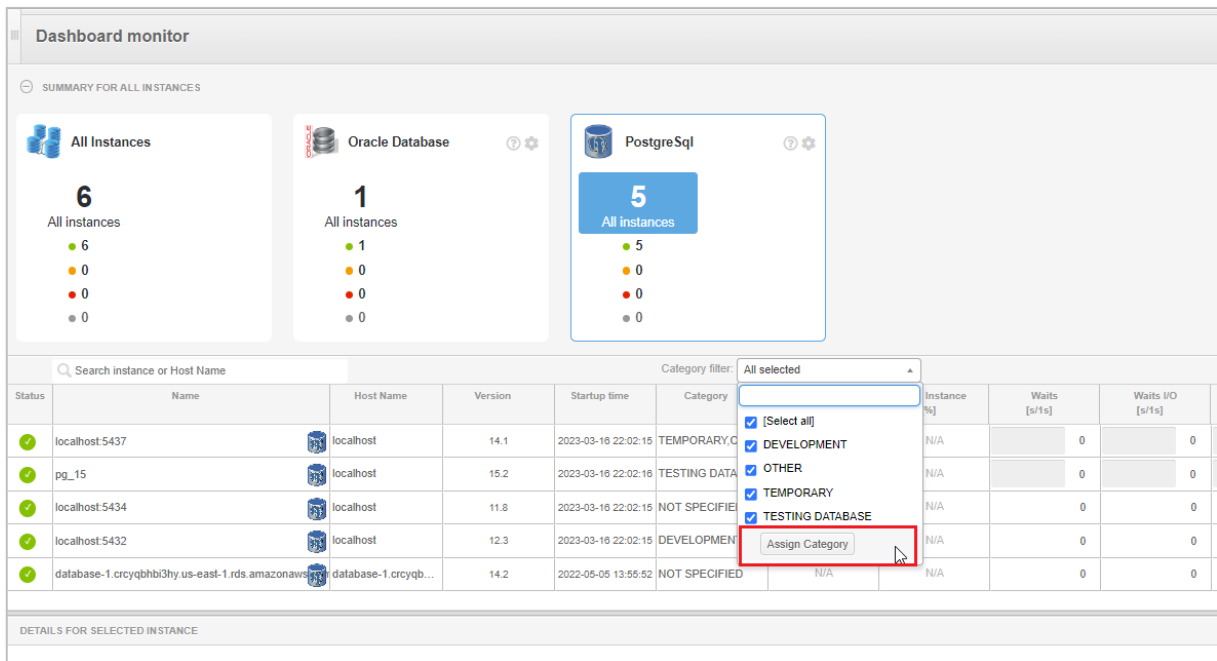 Dashboard monitor
SUMMARY FOR ALL INSTANCES
All Instances
6
All instances
6
0
0
0
ORACLE
Oracle Database
1
All instances
1
0
0
0
PostgreSql
5
All instances
5
0
0
0
Search instance or Host Name
Category filter: All selected
Status Name Host Name Version Startup time Category Instance Waits Waits I/O
%] [s/1s] [s/1s]
[Select all]
DEVELOPMENT
OTHER
TEMPORARY
TESTING DATABASE
Assign Category
localhost:5437 localhost 14.1 2023-03-16 22:02:15 TEMPORARY,O N/A 0 0
pg_15 localhost 15.2 2023-03-16 22:02:16 TESTING DATA N/A 0 0
localhost:5434 localhost 11.8 2023-03-16 22:02:15 NOT SPECIFIE N/A 0 0
localhost:5432 localhost 12.3 2023-03-16 22:02:15 DEVELOPMEN N/A 0 0
database-1.crcyqbhbi3hy.us-east-1.rds.amazonaws database-1.crcyqb... 14.2 2022-05-05 13:55:52 NOT SPECIFIED N/A N/A 0 0
DETAILS FOR SELECTED INSTANCE